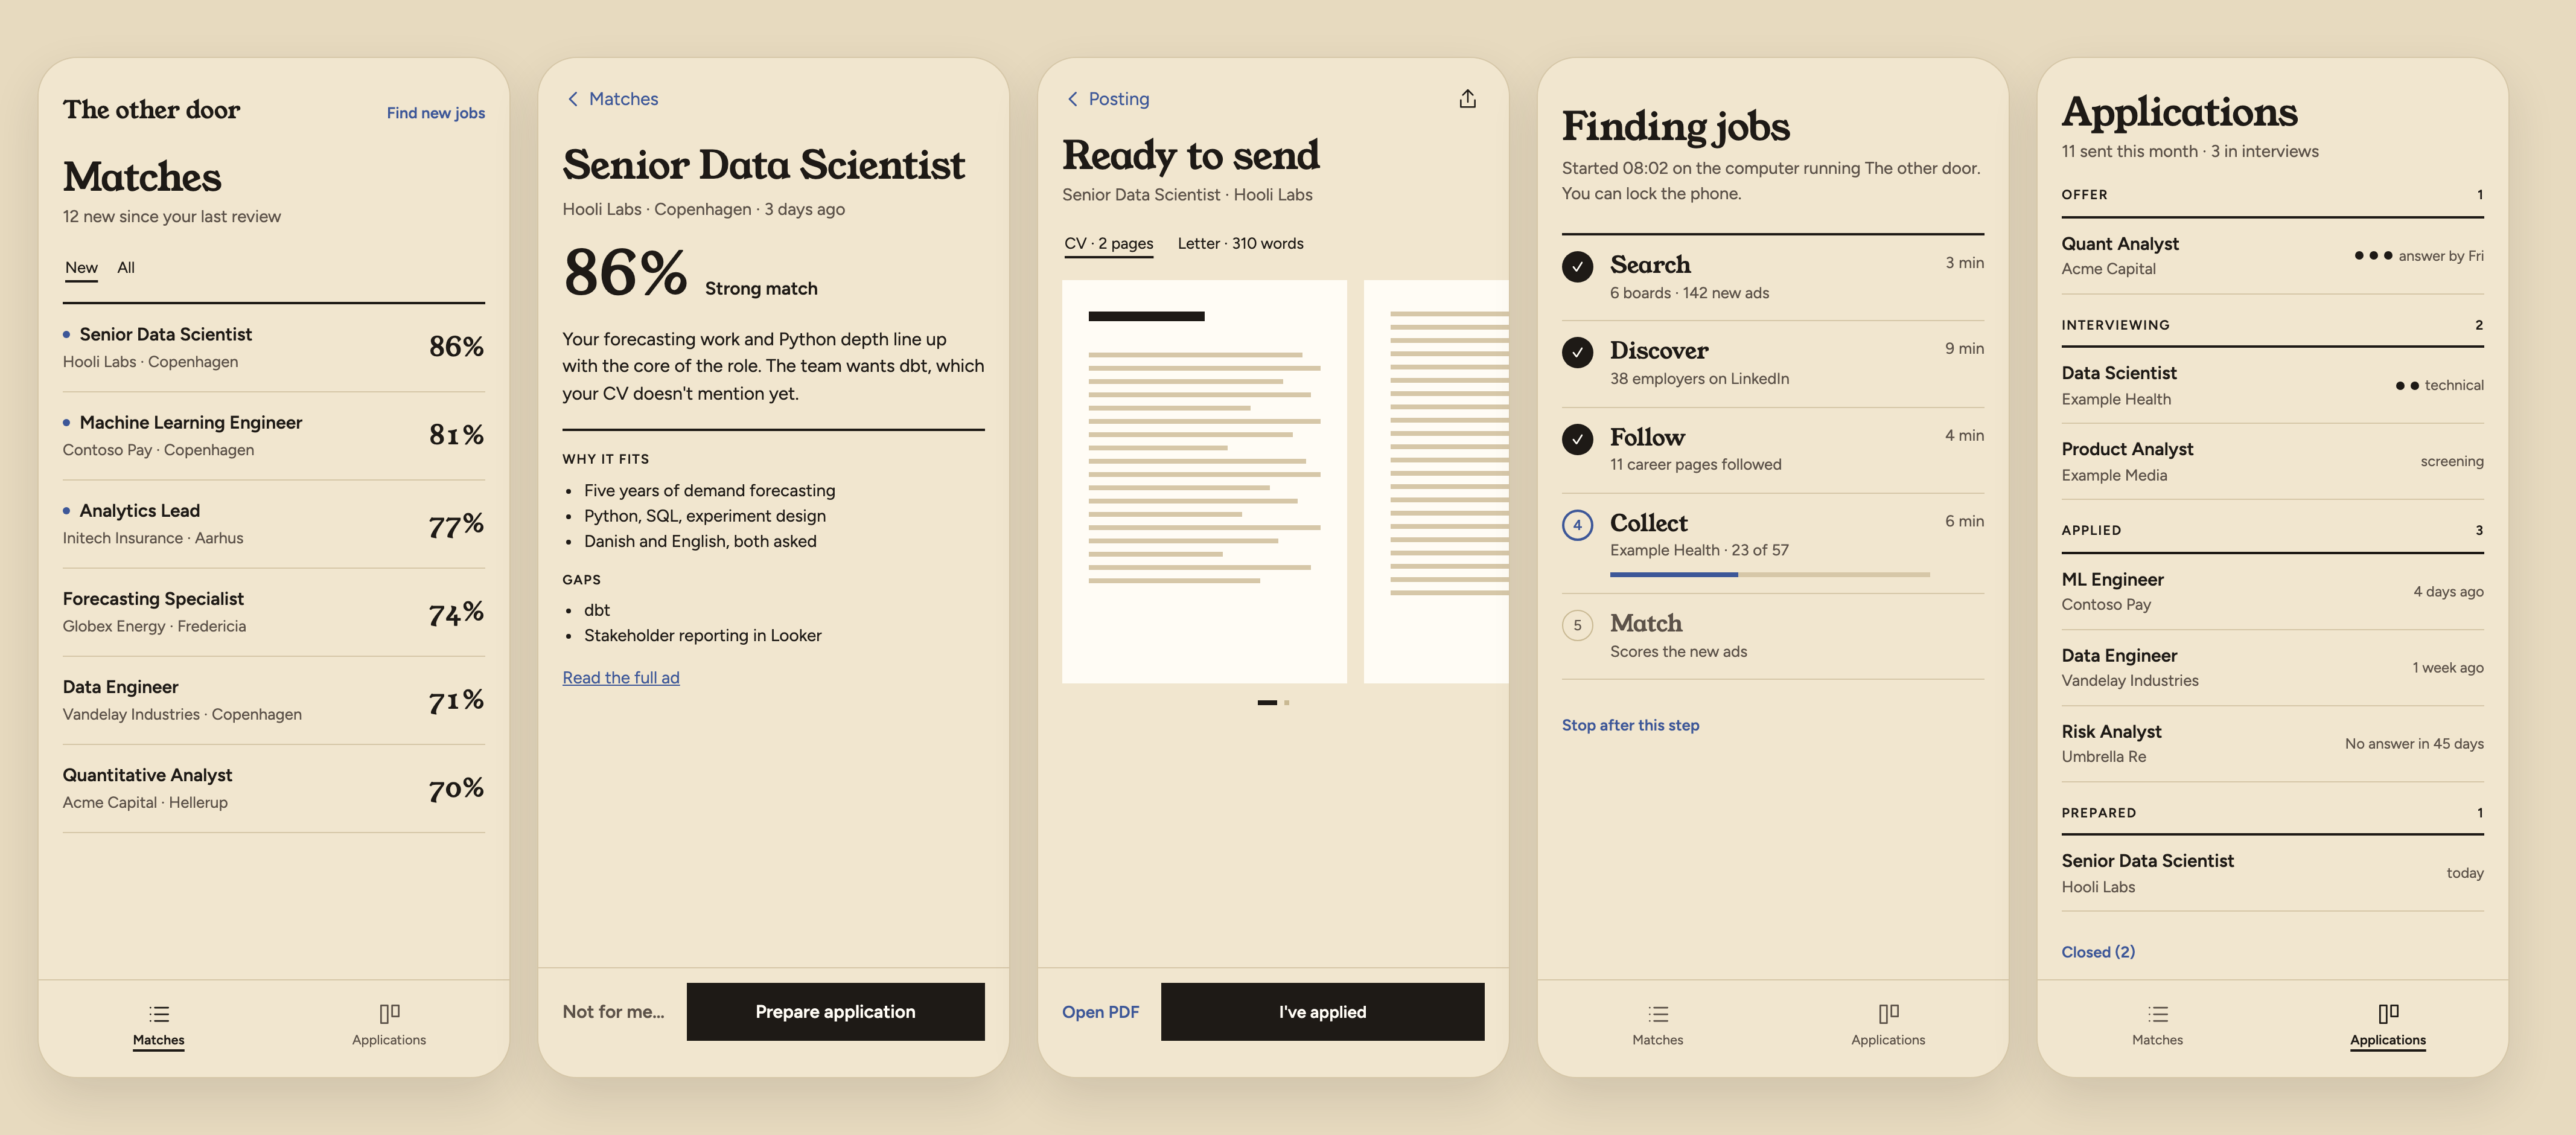 The other door
Find new jobs
Matches
12 new since your last review
New
All
Senior Data Scientist
Hooli Labs · Copenhagen
86%
Machine Learning Engineer
Contoso Pay · Copenhagen
81%
Analytics Lead
Initech Insurance · Aarhus
77%
Forecasting Specialist
Globex Energy · Fredericia
74%
Data Engineer
Vandelay Industries · Copenhagen
71%
Quantitative Analyst
Acme Capital · Hellerup
70%
Matches
Applications
Matches
Senior Data Scientist
Hooli Labs · Copenhagen · 3 days ago
86% Strong match
Your forecasting work and Python depth line up
with the core of the role. The team wants dbt, which
your CV doesn't mention yet.
WHY IT FITS
• Five years of demand forecasting
• Python, SQL, experiment design
• Danish and English, both asked
GAPS
• dbt
• Stakeholder reporting in Looker
Read the full ad
Not for me...
Prepare application
Posting
Ready to send
Senior Data Scientist · Hooli Labs
CV · 2 pages
Letter · 310 words
Open PDF
I've applied
Finding jobs
Started 08:02 on the computer running The other door.
You can lock the phone.
Search
3 min
6 boards · 142 new ads
Discover
9 min
38 employers on LinkedIn
Follow
4 min
11 career pages followed
4
Collect
6 min
Example Health · 23 of 57
5
Match
Scores the new ads
Stop after this step
Matches
Applications
Applications
11 sent this month · 3 in interviews
OFFER
1
Quant Analyst
Acme Capital
answer by Fri
INTERVIEWING
2
Data Scientist
Example Health
technical
Product Analyst
Example Media
screening
APPLIED
3
ML Engineer
Contoso Pay
4 days ago
Data Engineer
Vandelay Industries
1 week ago
Risk Analyst
Umbrella Re
No answer in 45 days
PREPARED
1
Senior Data Scientist
Hooli Labs
today
Closed (2)
Matches
Applications